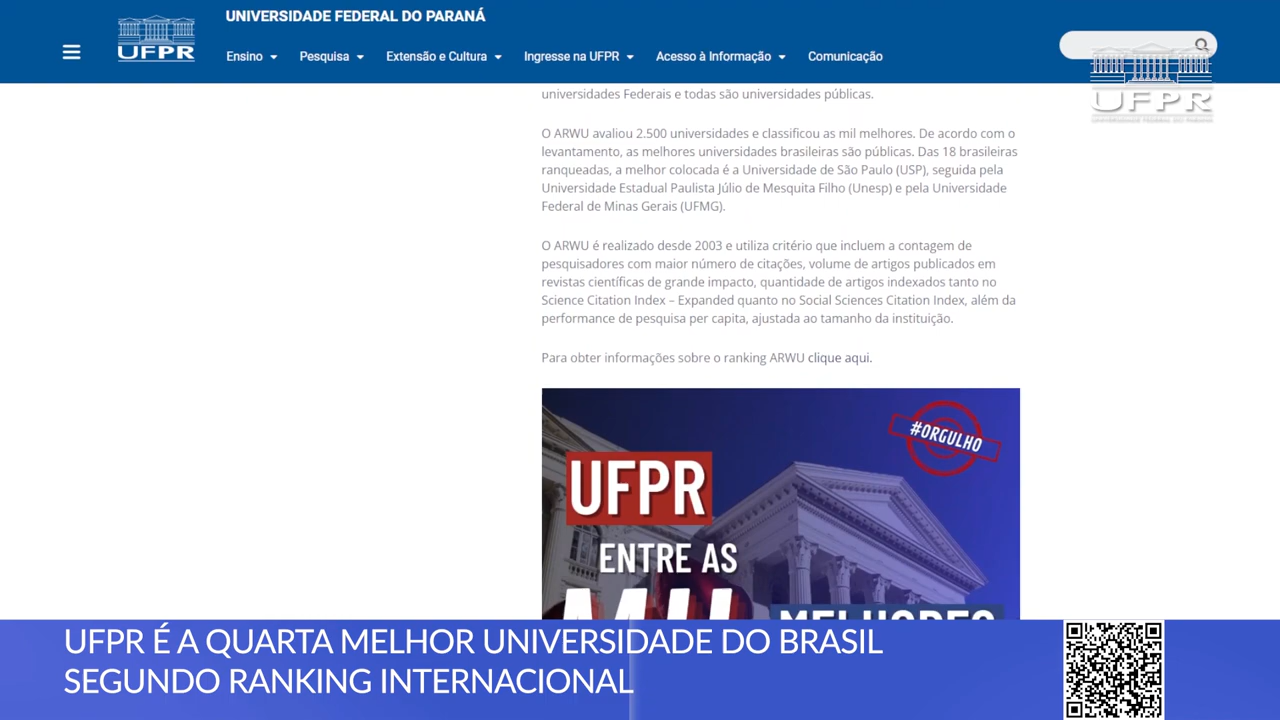 UNIVERSIDADE FEDERAL DO PARANÁ
UFPR
Ensino
Pesquisa
Extensão e Cultura
Ingresse na UFPR
Acesso à Informação
Comunicação
UFPR
UNIVERSIDADE FEDERAL DO PARANÁ
universidades Federais e todas são universidades públicas.
O ARWU avaliou 2.500 universidades e classificou as mil melhores. De acordo com o
levantamento, as melhores universidades brasileiras são públicas. Das 18 brasileiras
ranqueadas, a melhor colocada é a Universidade de São Paulo (USP), seguida pela
Universidade Estadual Paulista Júlio de Mesquita Filho (Unesp) e pela Universidade
Federal de Minas Gerais (UFMG).
O ARWU é realizado desde 2003 e utiliza critério que incluem a contagem de
pesquisadores com maior número de citações, volume de artigos publicados em
revistas científicas de grande impacto, quantidade de artigos indexados tanto no
Science Citation Index – Expanded quanto no Social Sciences Citation Index, além da
performance de pesquisa per capita, ajustada ao tamanho da instituição.
Para obter informações sobre o ranking ARWU clique aqui.
#ORGULHO
UFPR
ENTRE AS
MIL MELHORES
UFPR É A QUARTA MELHOR UNIVERSIDADE DO BRASIL
SEGUNDO RANKING INTERNACIONAL